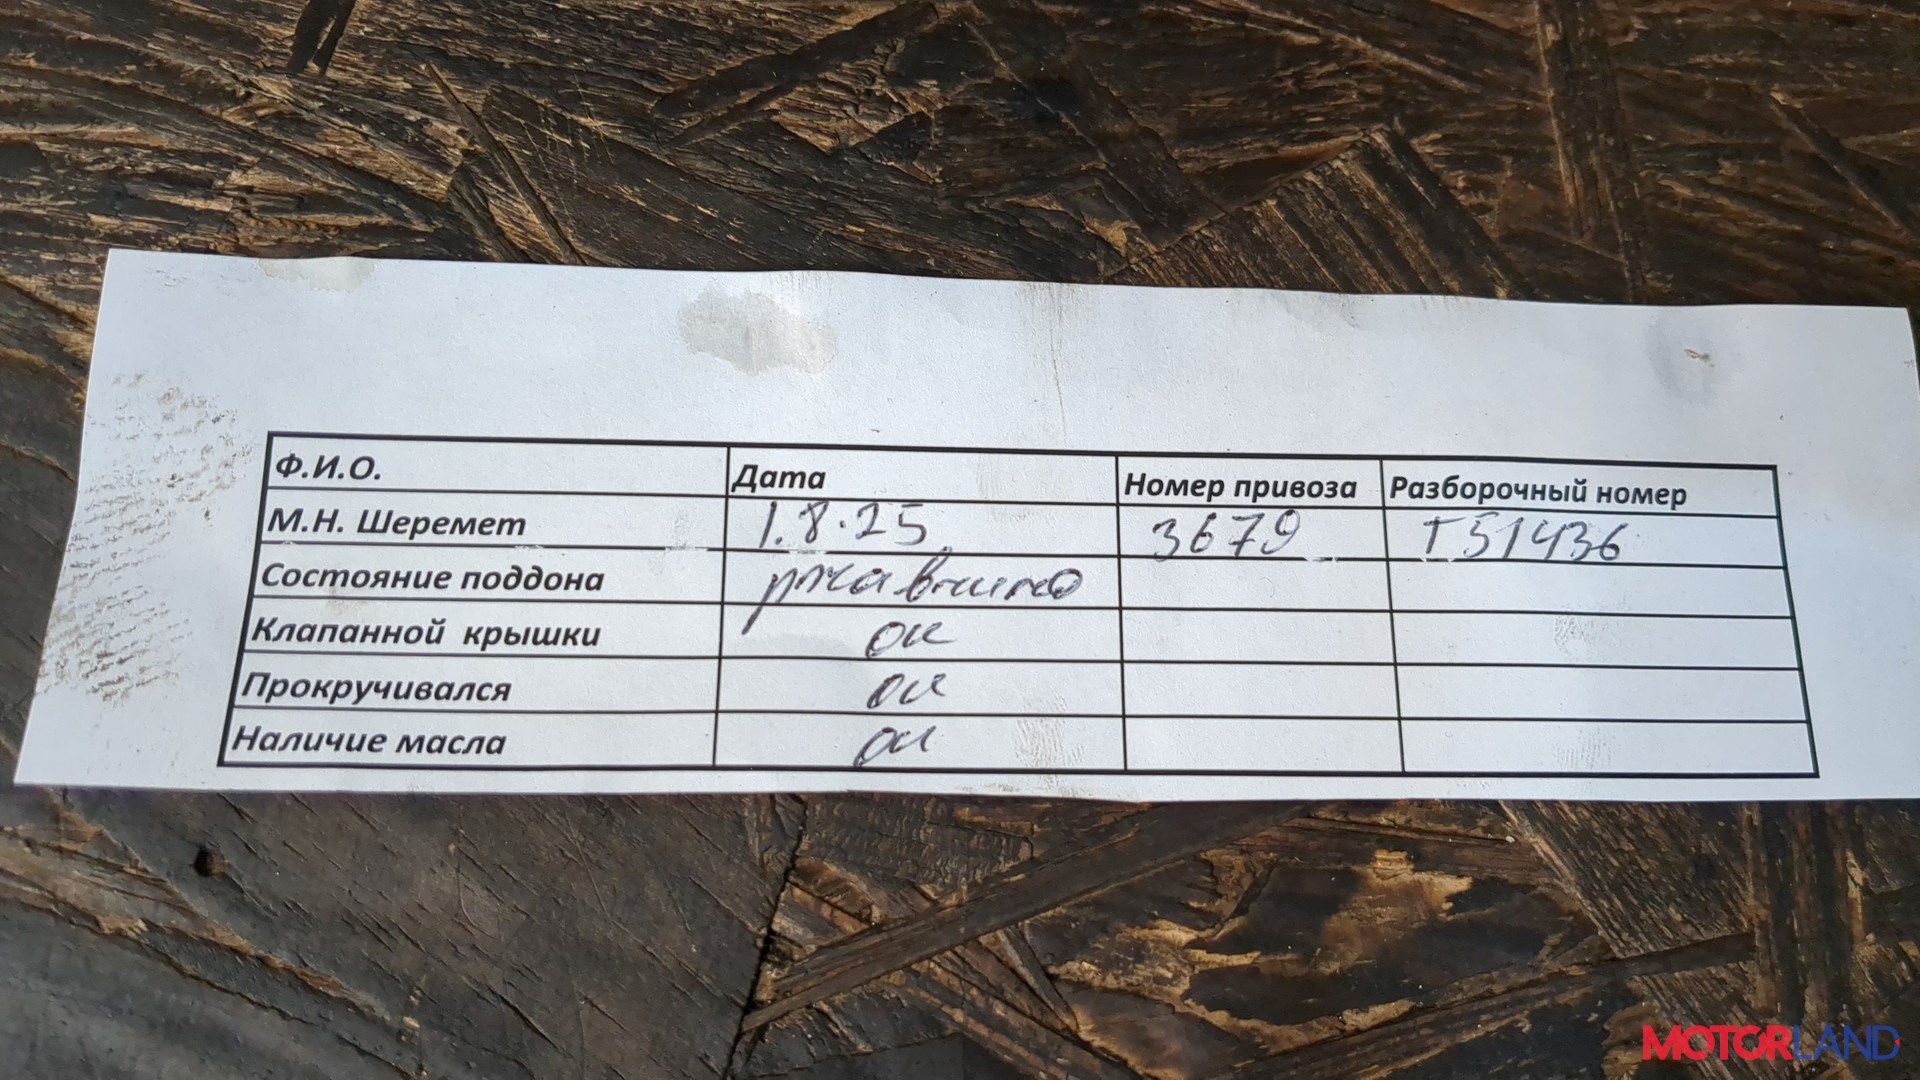 Ф.И.О. Дата Номер привоза Разборочный номер
М.Н. Шеремет 1.8.25 3679 Т51436
Состояние поддона
Клапанной крышки ок
Прокручивался ок
Наличие масла ок
MOTORLAND